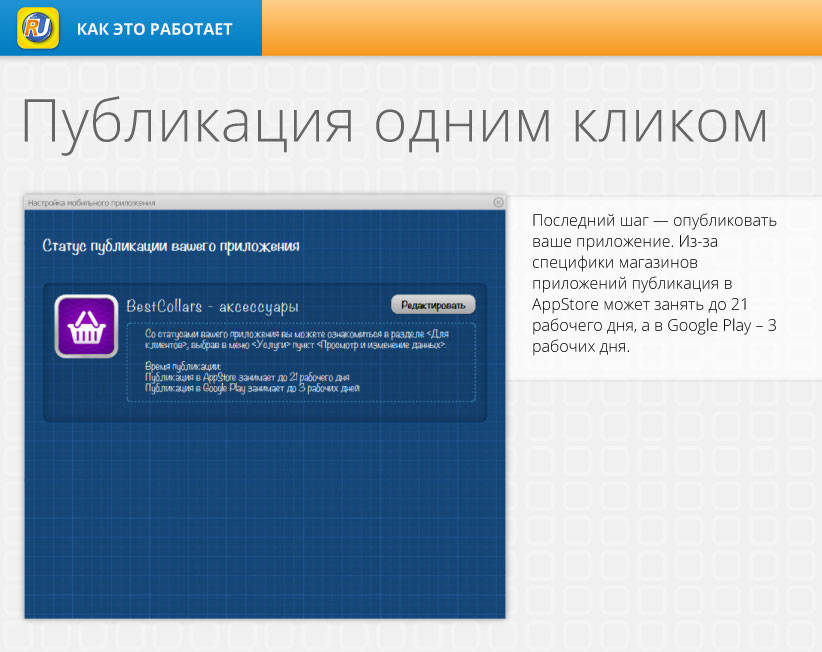 RU
КАК ЭТО РАБОТАЕТ
Публикация одним кликом
Настройка мобильного приложения
Статус публикации вашего приложения
BestCollars - аксессуары
Редактировать
Со статусами вашего приложения вы можете ознакомиться в разделе <Для
клиентов>, выбрав в меню <Услуги> пункт <Просмотр и изменение данных>.
Время публикации:
Публикация в AppStore занимает до 21 рабочего дня
Публикация в Google Play занимает до 3 рабочих дней
Последний шаг — опубликовать
ваше приложение. Из-за
специфики магазинов
приложений публикация в
AppStore может занять до 21
рабочего дня, а в Google Play – 3
рабочих дня.